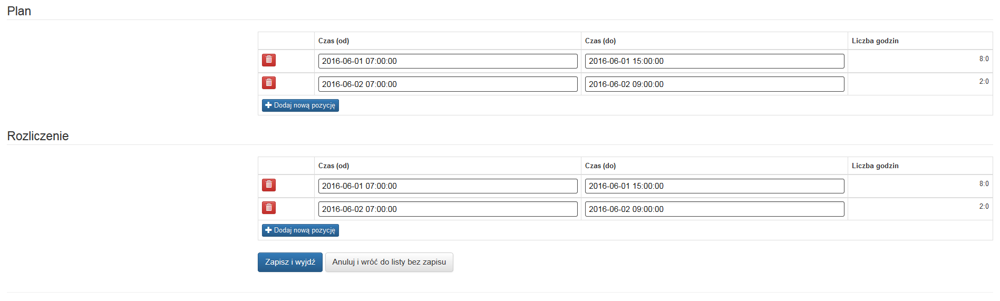 Plan
Czas (od) Czas (do) Liczba godzin
2016-06-01 07:00:00 2016-06-01 15:00:00 8:0
2016-06-02 07:00:00 2016-06-02 09:00:00 2:0
Dodaj nową pozycję
Rozliczenie
Czas (od) Czas (do) Liczba godzin
2016-06-01 07:00:00 2016-06-01 15:00:00 8:0
2016-06-02 07:00:00 2016-06-02 09:00:00 2:0
Dodaj nową pozycję
Zapisz i wyjdź Anuluj i wróć do listy bez zapisu